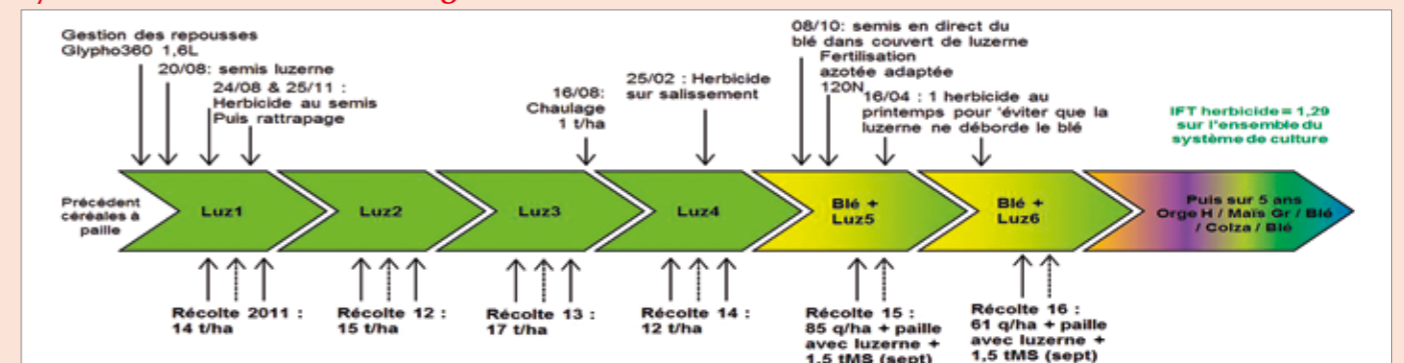 Gestion des repousses
Glypho360 1,6L
20/08: semis luzerne
24/08 & 25/11 :
Herbicide au semis
Puis rattrapage
16/08:
Chaulage
1 t/ha
25/02 : Herbicide
sur salissement
08/10: semis en direct du
blé dans couvert de luzerne
Fertilisation
azotée adaptée
120N
16/04 : 1 herbicide au
printemps pour 'éviter que la
luzerne ne déborde le blé
IFT herbicide = 1,29
sur l'ensemble du
système de culture
Précédent
céréales à
paille
Luz1
Luz2
Luz3
Luz4
Blé +
Luz5
Blé +
Luz6
Puis sur 5 ans
Orge H / Maïs Gr / Blé
/ Colza / Blé
Récolte 2011 :
14 t/ha
Récolte 12 :
15 t/ha
Récolte 13 :
17 t/ha
Récolte 14 :
12 t/ha
Récolte 15 :
85 q/ha + paille
avec luzerne +
1,5 tMS (sept)
Récolte 16 :
61 q/ha + paille
avec luzerne +
1,5 tMS (sept)